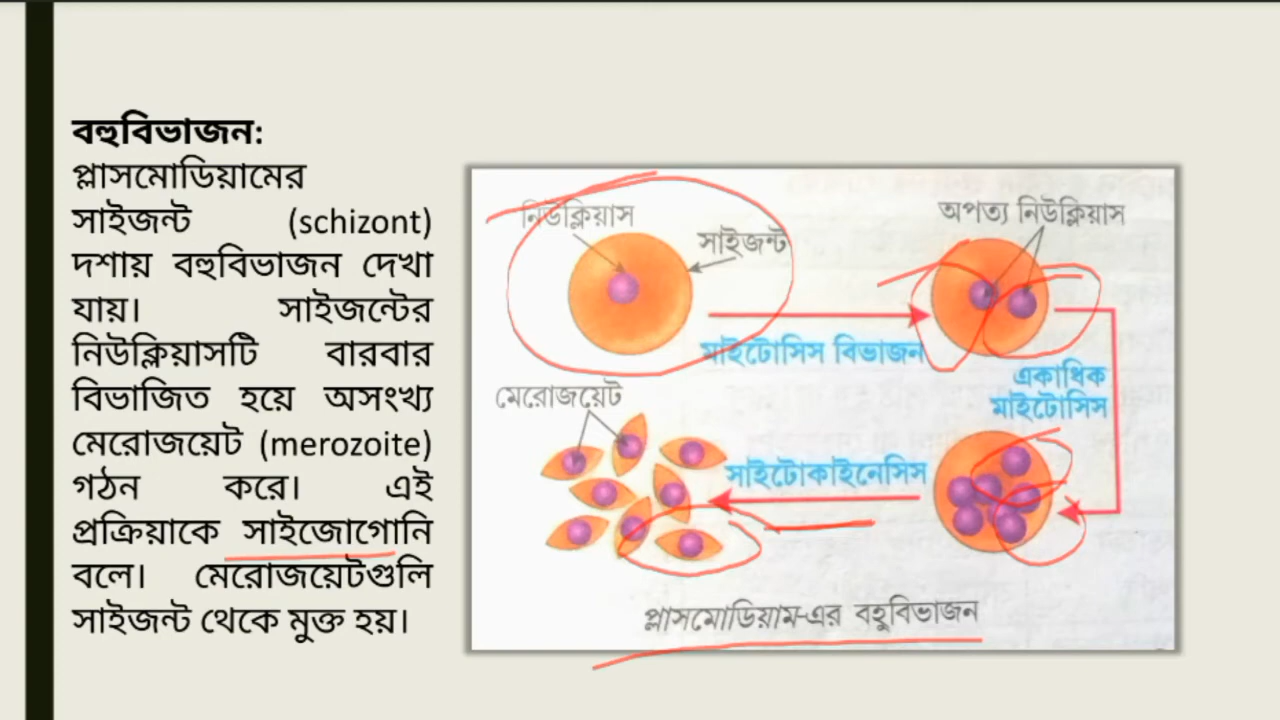 বহুবিভাজন:
প্লাসমোডিয়ামের
সাইজন্ট (schizont)
দশায় বহুবিভাজন দেখা
যায়। সাইজন্টের
নিউক্লিয়াসটি বারবার
বিভাজিত হয়ে অসংখ্য
মেরোজয়েট (merozoite)
গঠন করে। এই
প্রক্রিয়াকে সাইজোগোনি
বলে। মেরোজয়েটগুলি
সাইজন্ট থেকে মুক্ত হয়।
নিউক্লিয়াস
সাইজন্ট
অপত্য নিউক্লিয়াস
মাইটোসিস বিভাজন
একাধিক
মাইটোসিস
মেরোজয়েট
সাইটোকাইনেসিস
প্লাসমোডিয়াম-এর বহুবিভাজন